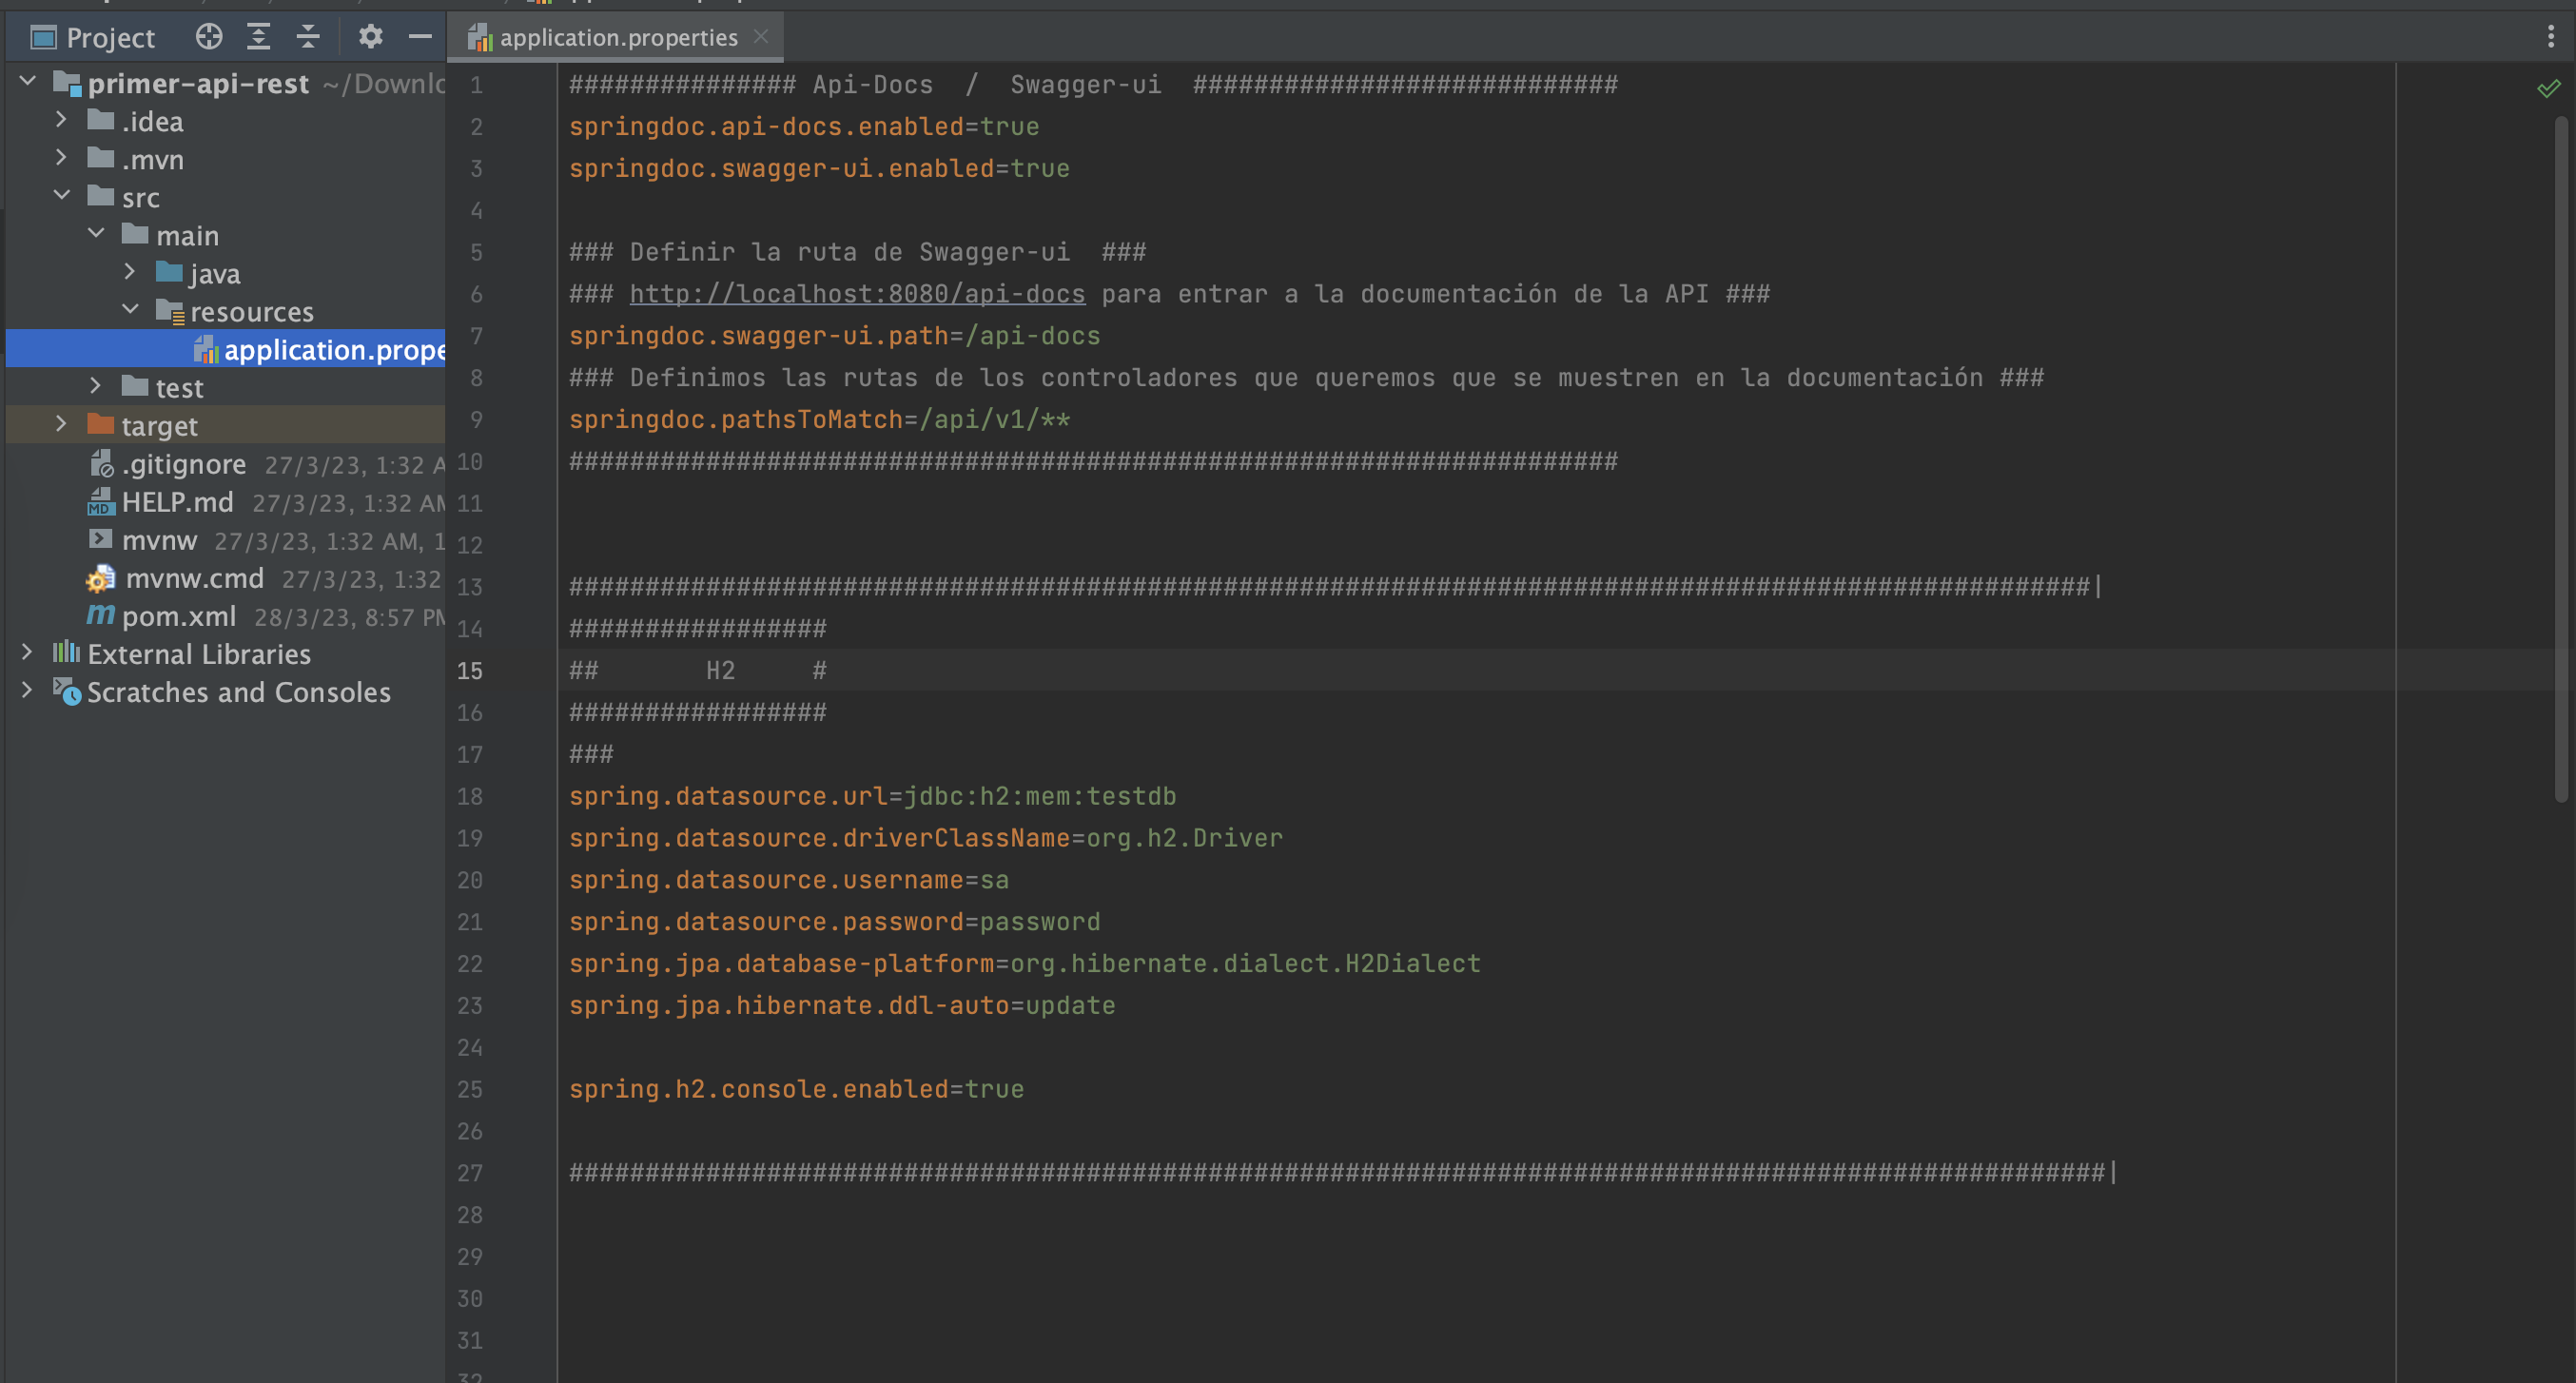 Project
application.properties
primer-api-rest ~/Downlo
.idea
.mvn
src
main
java
resources
application.prope
test
target
.gitignore 27/3/23, 1:32 A
HELP.md 27/3/23, 1:32 AM
mvnw 27/3/23, 1:32 AM, 1
mvnw.cmd 27/3/23, 1:32
pom.xml 28/3/23, 8:57 PM
External Libraries
Scratches and Consoles
1 ############### Api-Docs / Swagger-ui ############################
2 springdoc.api-docs.enabled=true
3 springdoc.swagger-ui.enabled=true
4
5 ### Definir la ruta de Swagger-ui ###
6 ### http://localhost:8080/api-docs para entrar a la documentación de la API ###
7 springdoc.swagger-ui.path=/api-docs
8 ### Definimos las rutas de los controladores que queremos que se muestren en la documentación ###
9 springdoc.pathsToMatch=/api/v1/**
10 #####################################################################
11
12
13 ####################################################################################################|
14 #################
15 ## H2 #
16 #################
17 ###
18 spring.datasource.url=jdbc:h2:mem:testdb
19 spring.datasource.driverClassName=org.h2.Driver
20 spring.datasource.username=sa
21 spring.datasource.password=password
22 spring.jpa.database-platform=org.hibernate.dialect.H2Dialect
23 spring.jpa.hibernate.ddl-auto=update
24
25 spring.h2.console.enabled=true
26
27 #####################################################################################################|
28
29
30
31
32